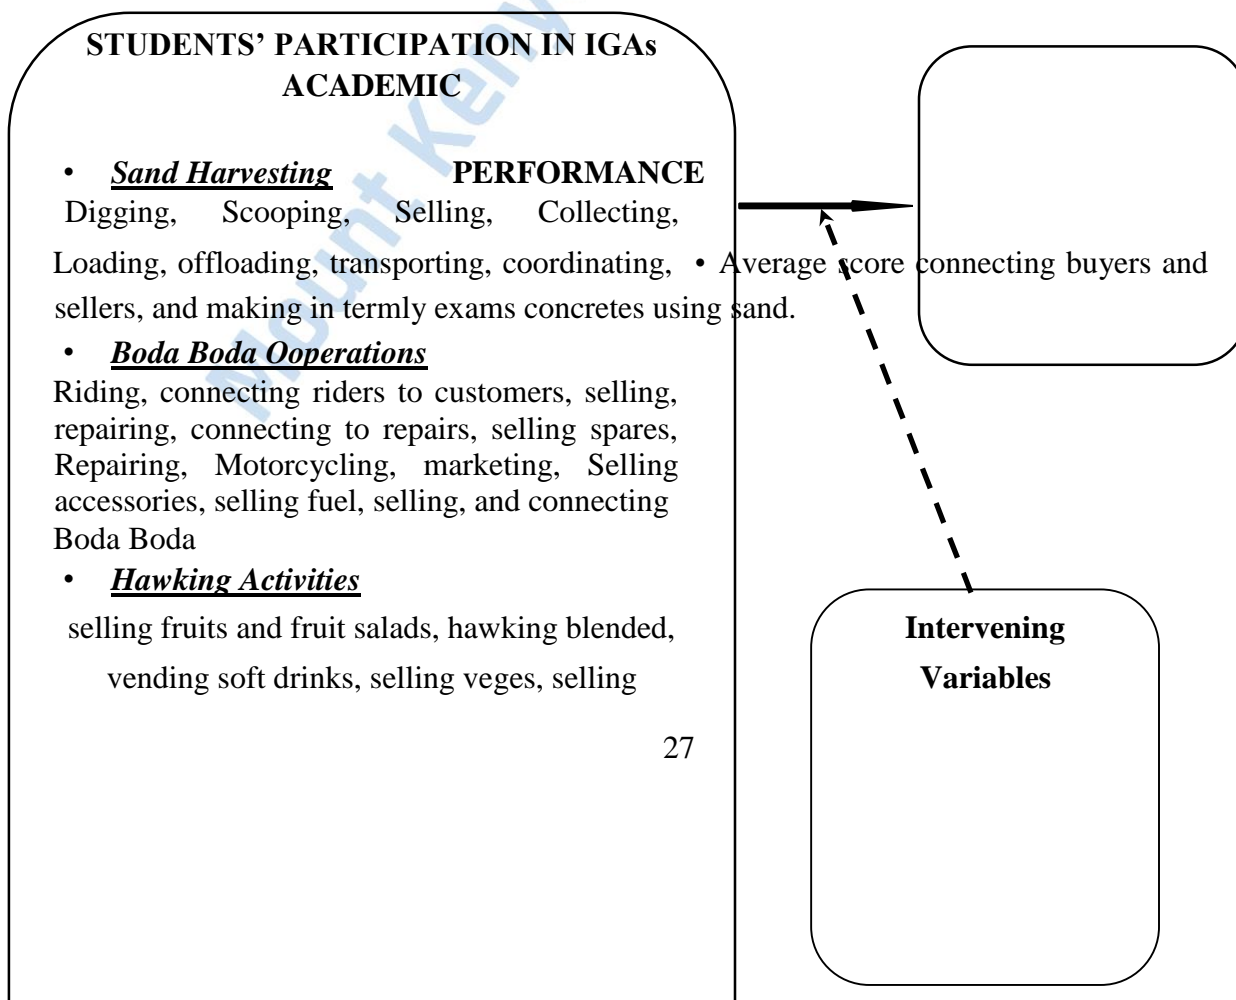 STUDENTS’ PARTICIPATION IN IGAs
ACADEMIC
• Sand Harvesting PERFORMANCE
Digging, Scooping, Selling, Collecting,
Loading, offloading, transporting, coordinating, • Average score connecting buyers and
sellers, and making in termly exams concretes using sand.
• Boda Boda Ooperations
Riding, connecting riders to customers, selling,
repairing, connecting to repairs, selling spares,
Repairing, Motorcycling, marketing, Selling
accessories, selling fuel, selling, and connecting
Boda Boda
• Hawking Activities
selling fruits and fruit salads, hawking blended,
vending soft drinks, selling veges, selling
27
Intervening
Variables
Mount Keny